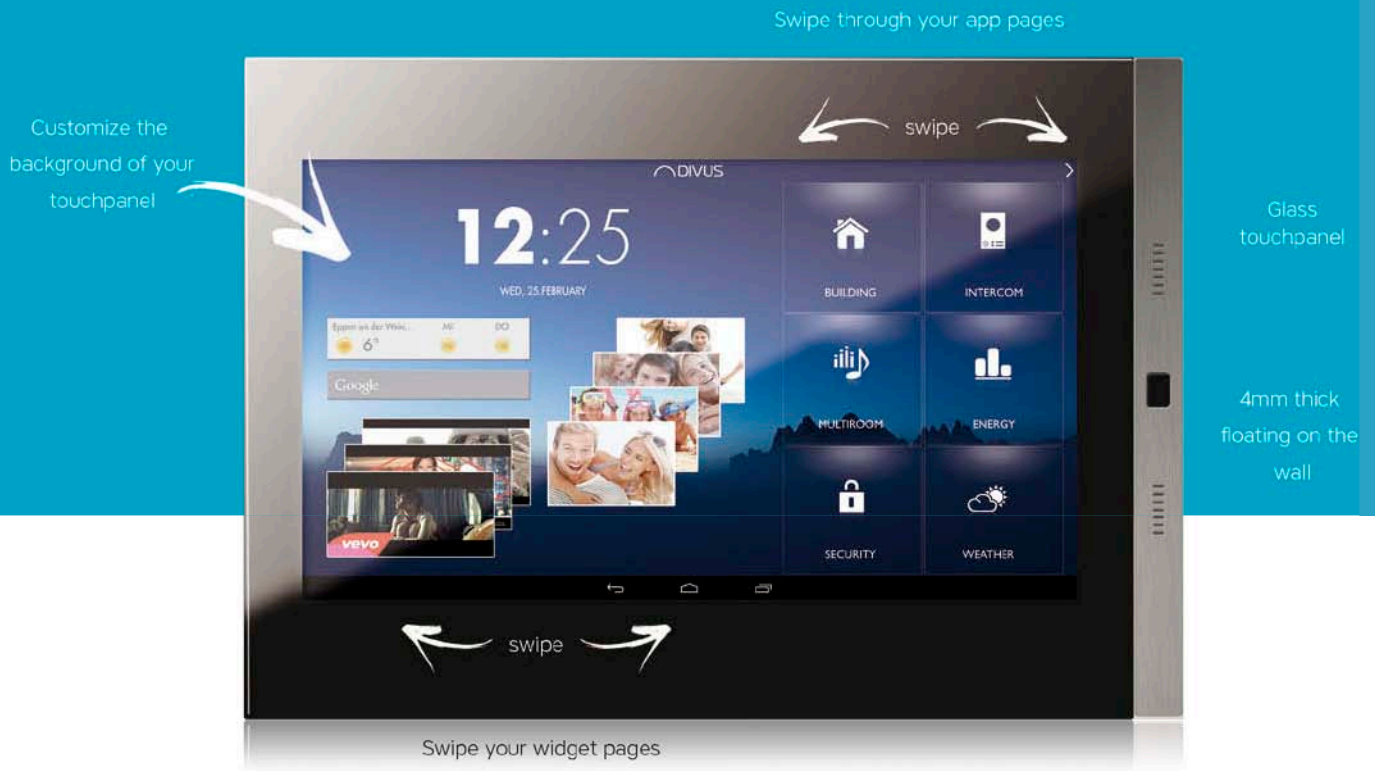 Swipe through your app pages
Customize the
background of your
touchpanel
swipe
DIVUS
12:25
WED, 25.FEBRUARY
BUILDING
INTERCOM
Glass
touchpanel
MI
DO
6°
Google
MULTIROOM
ENERGY
4mm thick
floating on the
wall
vevo
SECURITY
WEATHER
swipe
Swipe your widget pages